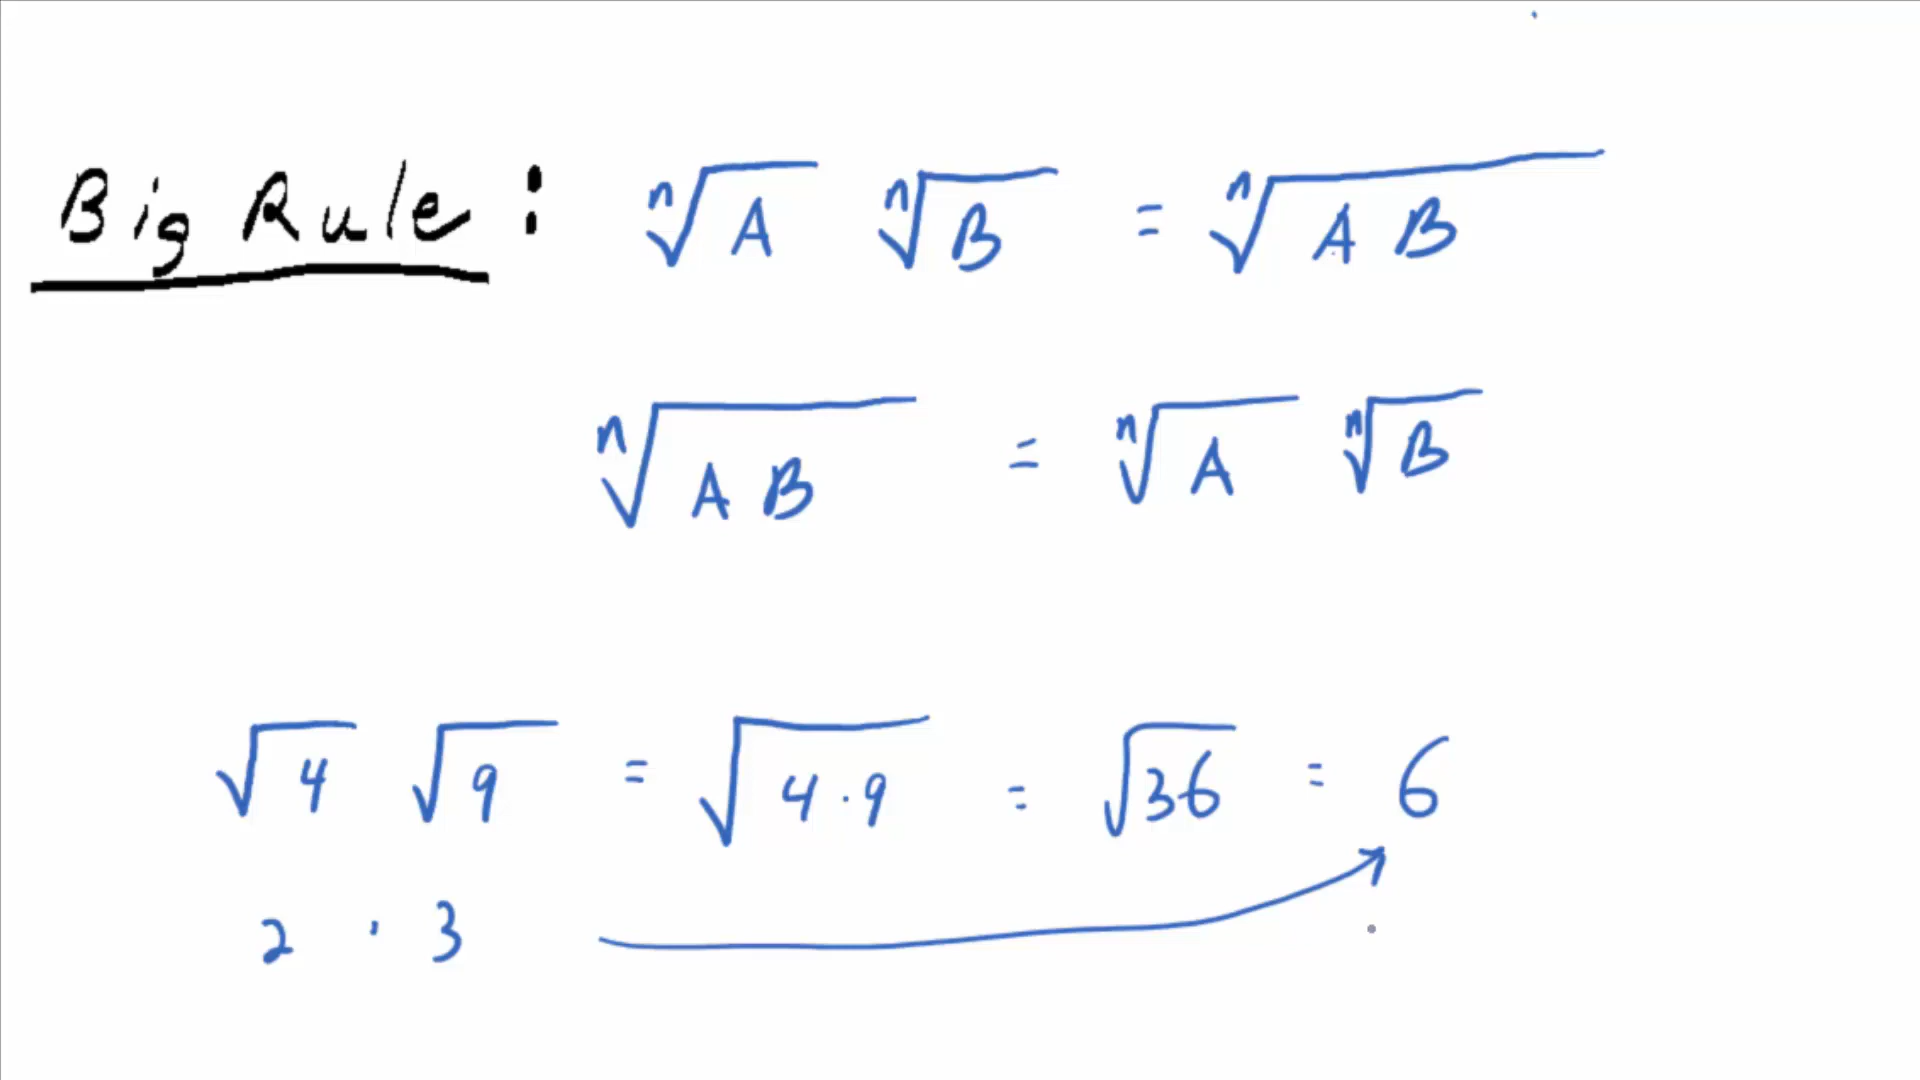 Big Rule: ⁿ√A ⁿ√B = ⁿ√AB
ⁿ√AB = ⁿ√A ⁿ√B
√4 √9 = √4·9 = √36 = 6
2 · 3